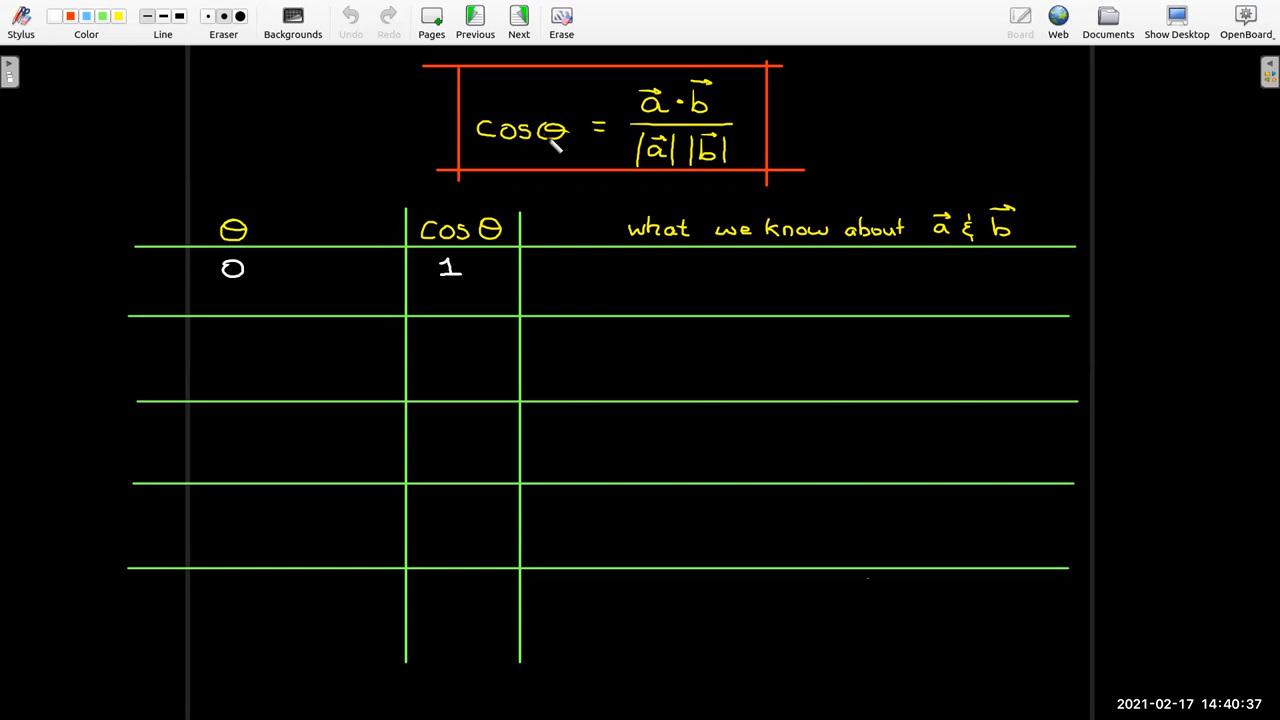 Stylus Color Line Eraser Backgrounds Undo Redo Pages Previous Next Erase Board Web Documents Show Desktop OpenBoard
cosθ = a⃗ · b⃗ / |a⃗| |b⃗|
θ cos θ what we know about a⃗ & b⃗
0 1
2021-02-17 14:40:37